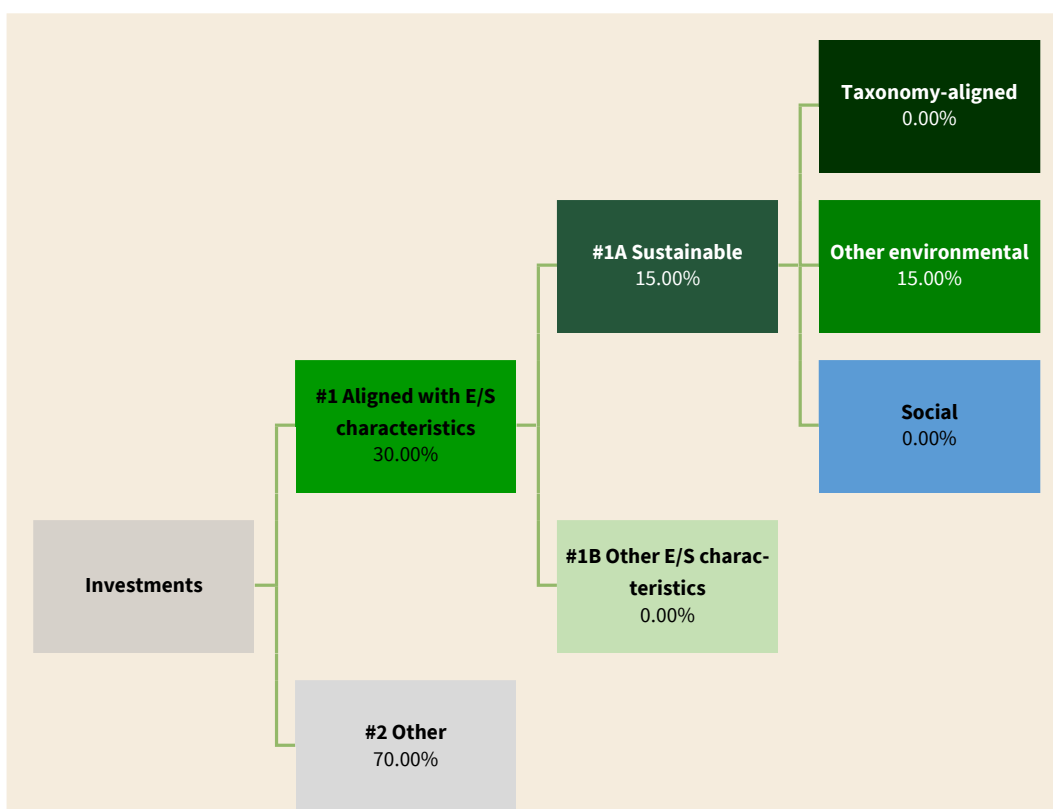 Taxonomy-aligned
0.00%
#1A Sustainable
15.00%
Other environmental
15.00%
#1 Aligned with E/S
characteristics
30.00%
Social
0.00%
Investments
#1B Other E/S charac-
teristics
0.00%
#2 Other
70.00%